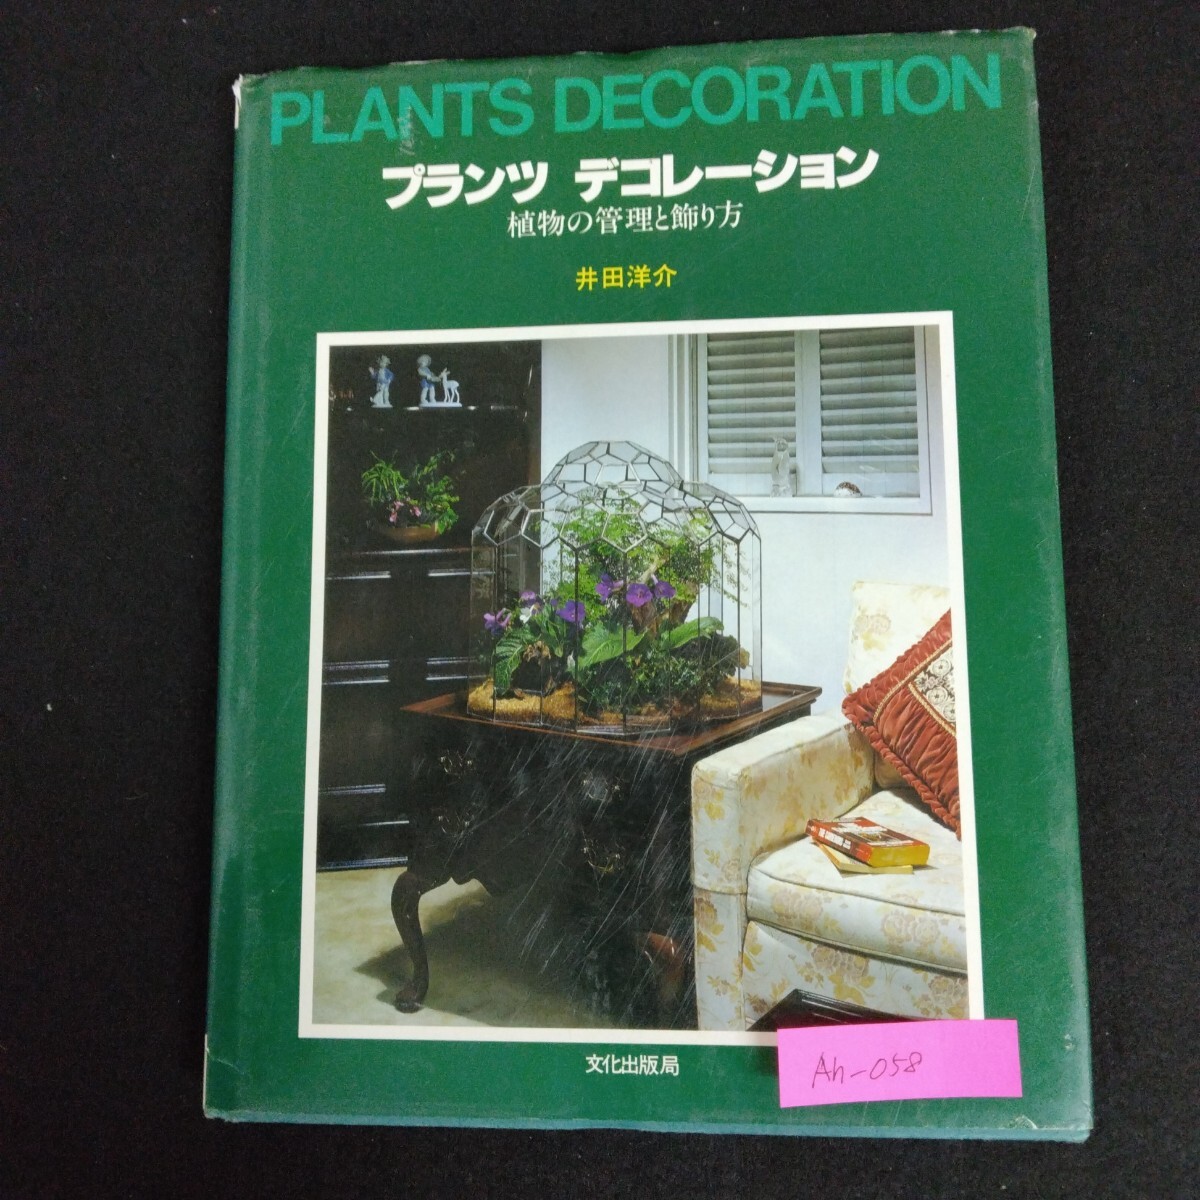 PLANTS DECORATION
プランツ デコレーション
植物の管理と飾り方
井田洋介
文化出版局
Ah-058